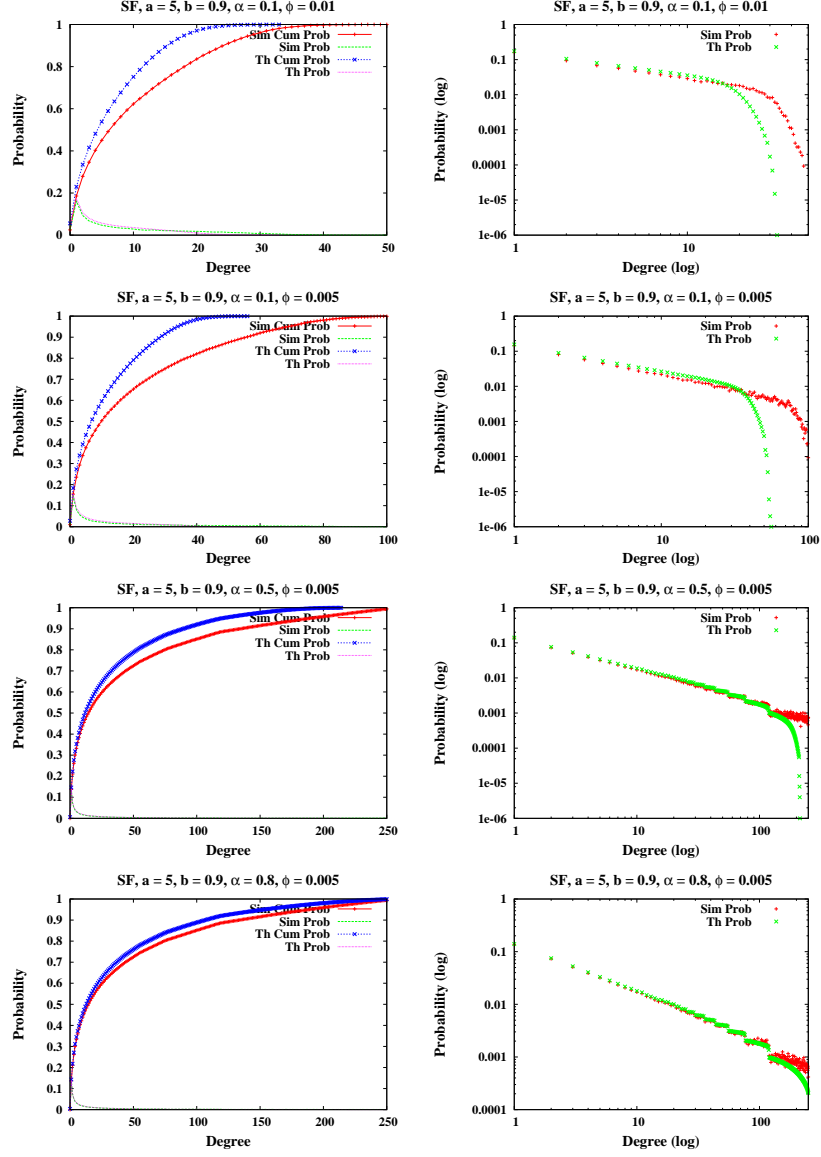 SF, a = 5, b = 0.9, α = 0.1, ϕ = 0.01
Probability
1
0.8
0.6
0.4
0.2
0
Sim Cum Prob
Sim Prob
Th Cum Prob
Th Prob
0 10 20 30 40 50
Degree
SF, a = 5, b = 0.9, α = 0.1, ϕ = 0.01
Probability (log)
1
0.1
0.01
0.001
0.0001
1e-05
1e-06
Sim Prob
Th Prob
1 10
Degree (log)
SF, a = 5, b = 0.9, α = 0.1, ϕ = 0.005
Probability
1
0.9
0.8
0.7
0.6
0.5
0.4
0.3
0.2
0.1
0
Sim Cum Prob
Sim Prob
Th Cum Prob
Th Prob
0 20 40 60 80 100
Degree
SF, a = 5, b = 0.9, α = 0.1, ϕ = 0.005
Probability (log)
1
0.1
0.01
0.001
0.0001
1e-05
1e-06
Sim Prob
Th Prob
1 10 100
Degree (log)
SF, a = 5, b = 0.9, α = 0.5, ϕ = 0.005
Probability
1
0.9
0.8
0.7
0.6
0.5
0.4
0.3
0.2
0.1
0
Sim Cum Prob
Sim Prob
Th Cum Prob
Th Prob
0 50 100 150 200 250
Degree
SF, a = 5, b = 0.9, α = 0.5, ϕ = 0.005
Probability (log)
1
0.1
0.01
0.001
0.0001
1e-05
1e-06
Sim Prob
Th Prob
1 10 100
Degree (log)
SF, a = 5, b = 0.9, α = 0.8, ϕ = 0.005
Probability
1
0.9
0.8
0.7
0.6
0.5
0.4
0.3
0.2
0.1
0
Sim Cum Prob
Sim Prob
Th Cum Prob
Th Prob
0 50 100 150 200 250
Degree
SF, a = 5, b = 0.9, α = 0.8, ϕ = 0.005
Probability (log)
1
0.1
0.01
0.001
0.0001
Sim Prob
Th Prob
1 10 100
Degree (log)